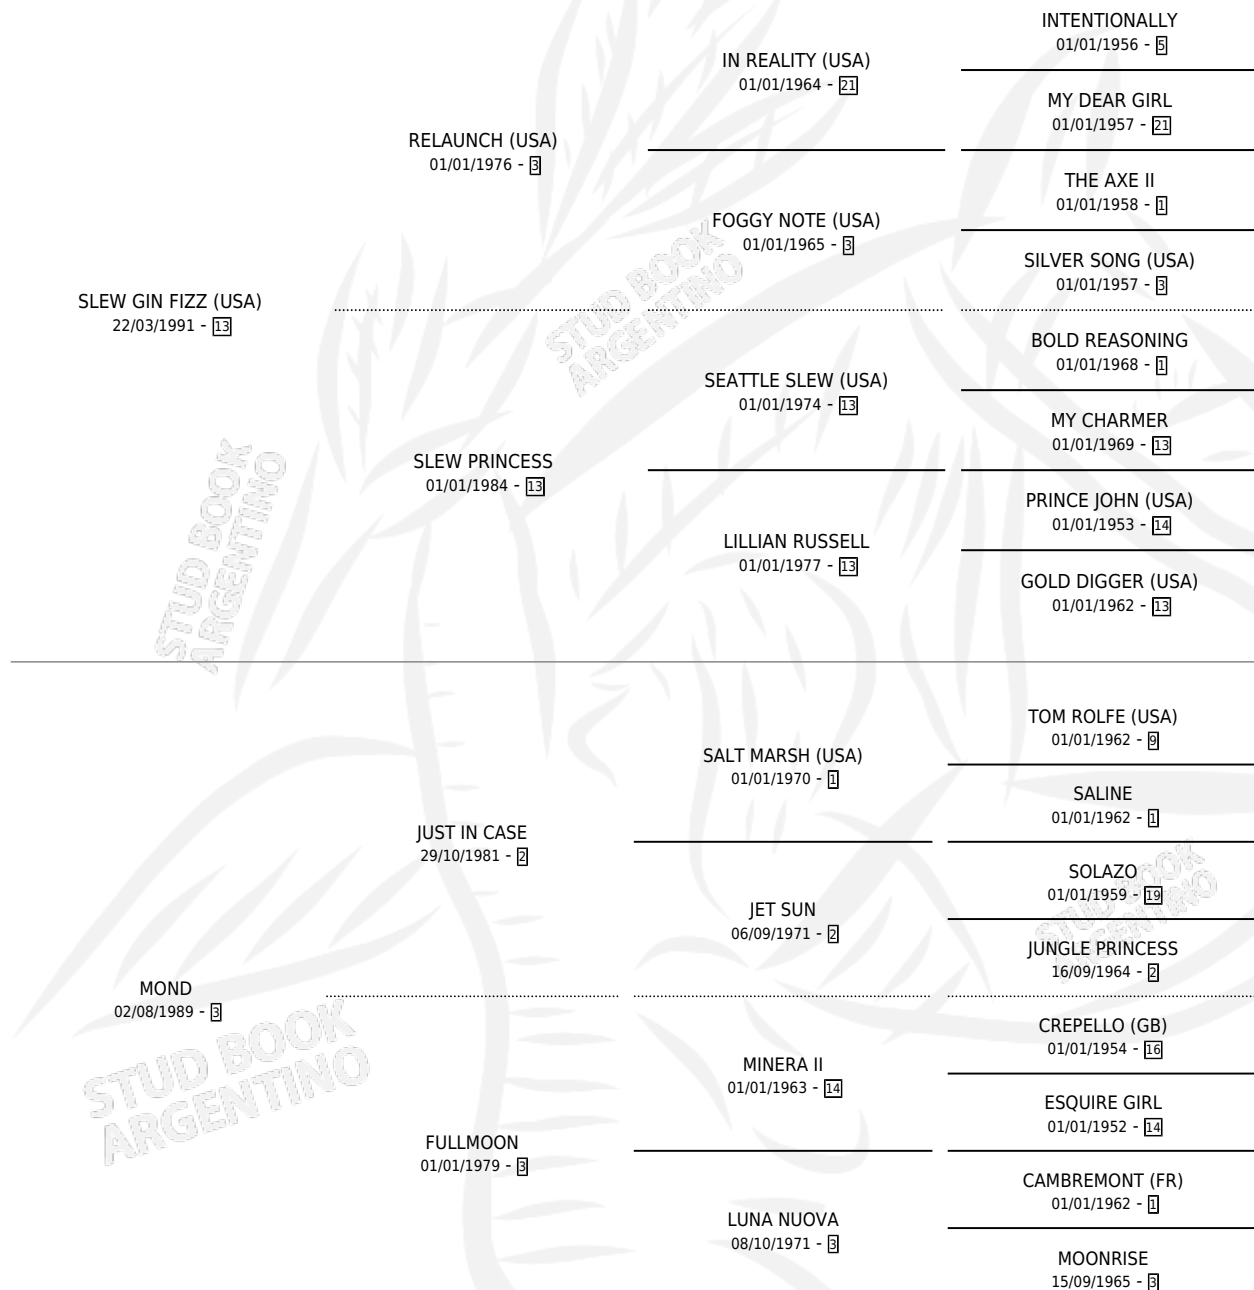 INTENTIONALLY
01/01/1956 - 5
IN REALITY (USA)
01/01/1964 - 21
MY DEAR GIRL
01/01/1957 - 21
RELAUNCH (USA)
01/01/1976 - 3
THE AXE II
01/01/1958 - 1
FOGGY NOTE (USA)
01/01/1965 - 3
SILVER SONG (USA)
01/01/1957 - 3
SLEW GIN FIZZ (USA)
22/03/1991 - 13
BOLD REASONING
01/01/1968 - 1
SEATTLE SLEW (USA)
01/01/1974 - 13
MY CHARMER
01/01/1969 - 13
SLEW PRINCESS
01/01/1984 - 13
PRINCE JOHN (USA)
01/01/1953 - 14
LILLIAN RUSSELL
01/01/1977 - 13
GOLD DIGGER (USA)
01/01/1962 - 13
TOM ROLFE (USA)
01/01/1962 - 9
SALT MARSH (USA)
01/01/1970 - 1
SALINE
01/01/1962 - 1
JUST IN CASE
29/10/1981 - 2
SOLAZO
01/01/1959 - 19
JET SUN
06/09/1971 - 2
JUNGLE PRINCESS
16/09/1964 - 2
MOND
02/08/1989 - 3
CREPELLO (GB)
01/01/1954 - 16
MINERA II
01/01/1963 - 14
ESQUIRE GIRL
01/01/1952 - 14
FULLMOON
01/01/1979 - 3
CAMBREMONT (FR)
01/01/1962 - 1
LUNA NUOVA
08/10/1971 - 3
MOONRISE
15/09/1965 - 3
STUD BOOK
ARGENTINO
STUD BOOK
ARGENTINO
STUD BOOK
ARGENTINO
STUD BOOK
ARGENTINO